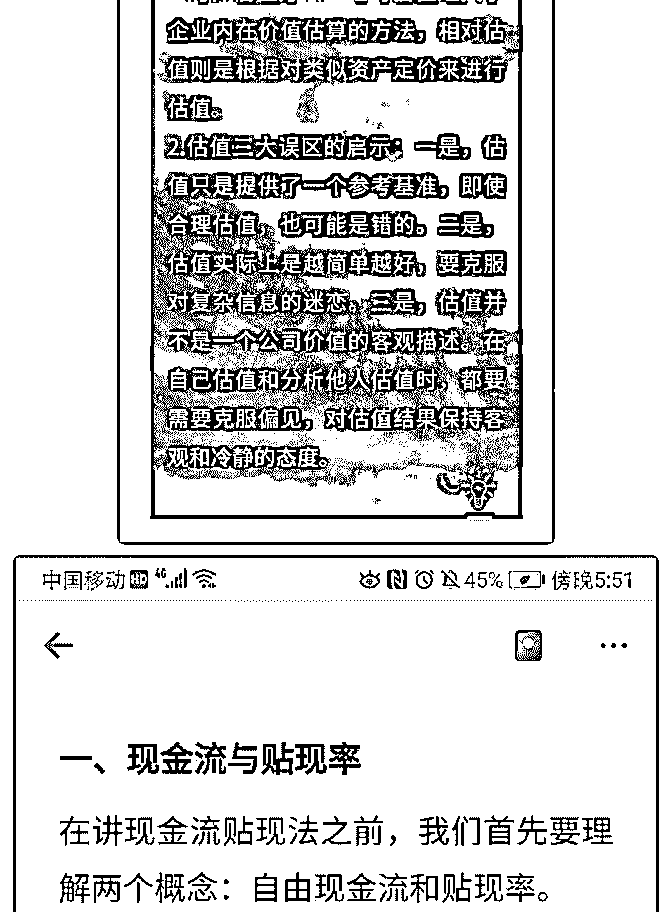 企业内在价值估算的方法，相对估
值则是根据对类似资产定价来进行
估值。
2.估值三大误区的启示：一是，估
值只是提供了一个参考基准，即使
合理估值，也可能是错的。二是，
估值实际上是越简单越好，要克服
对复杂信息的迷恋。三是，估值并
不是一个公司价值的客观描述。在
自己估值和分析他人估值时，都要
需要克服偏见，对估值结果保持客
观和冷静的态度。
中国移动 HD 4G 45% 傍晚5:51
一、现金流与贴现率
在讲现金流贴现法之前，我们首先要理
解两个概念：自由现金流和贴现率。